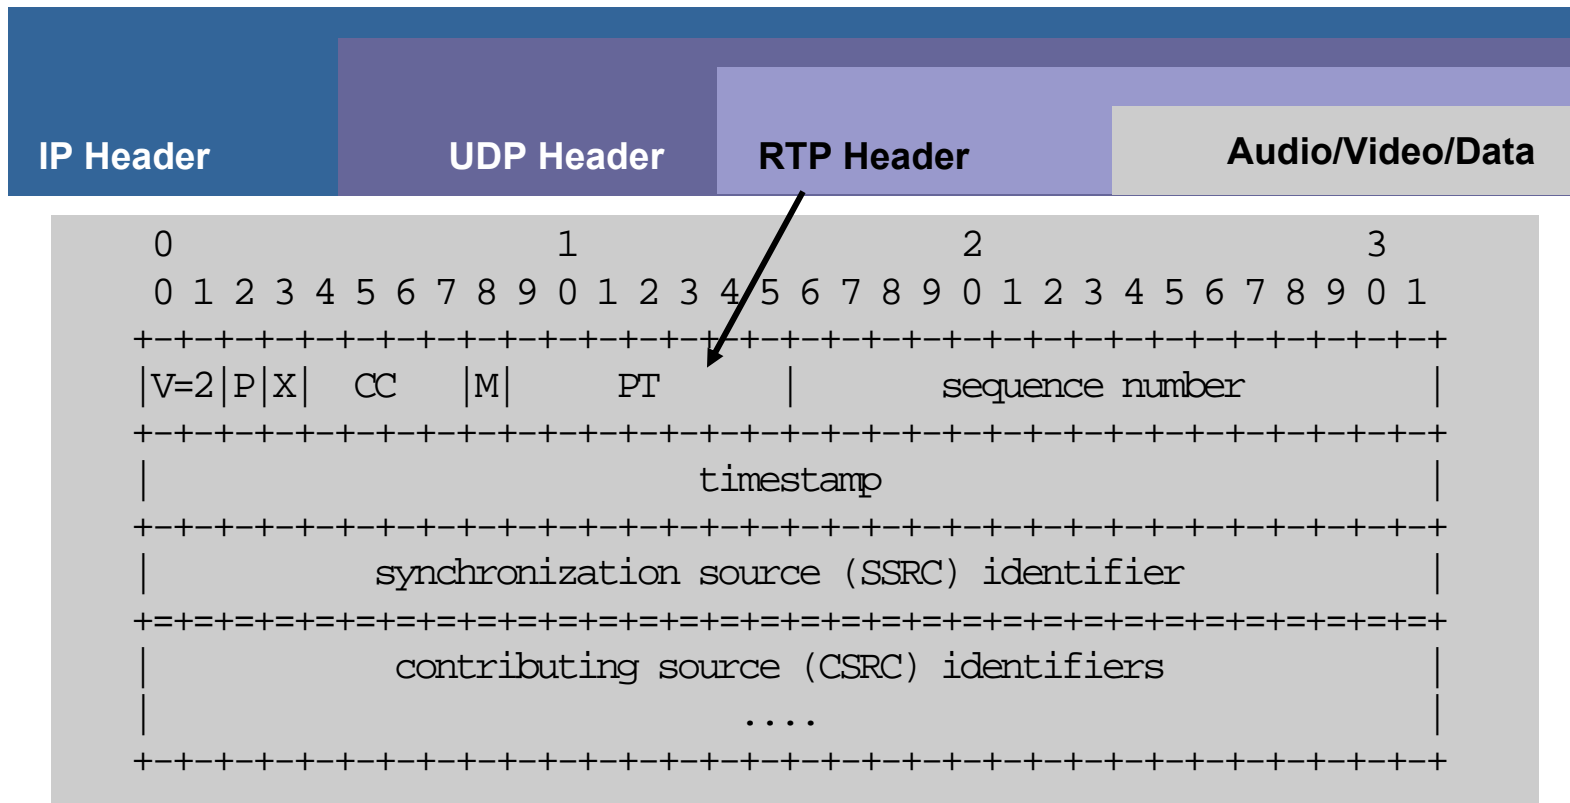 IP Header UDP Header RTP Header Audio/Video/Data
0 1 2 3
0 1 2 3 4 5 6 7 8 9 0 1 2 3 4 5 6 7 8 9 0 1 2 3 4 5 6 7 8 9 0 1
+-+-+-+-+-+-+-+-+-+-+-+-+-+-+-+-+-+-+-+-+-+-+-+-+-+-+-+-+-+-+-+-+
|V=2|P|X| CC |M| PT | sequence number |
+-+-+-+-+-+-+-+-+-+-+-+-+-+-+-+-+-+-+-+-+-+-+-+-+-+-+-+-+-+-+-+-+
| timestamp |
+-+-+-+-+-+-+-+-+-+-+-+-+-+-+-+-+-+-+-+-+-+-+-+-+-+-+-+-+-+-+-+-+
| synchronization source (SSRC) identifier |
+=+=+=+=+=+=+=+=+=+=+=+=+=+=+=+=+=+=+=+=+=+=+=+=+=+=+=+=+=+=+=+=+
| contributing source (CSRC) identifiers |
| .... |
+-+-+-+-+-+-+-+-+-+-+-+-+-+-+-+-+-+-+-+-+-+-+-+-+-+-+-+-+-+-+-+-+